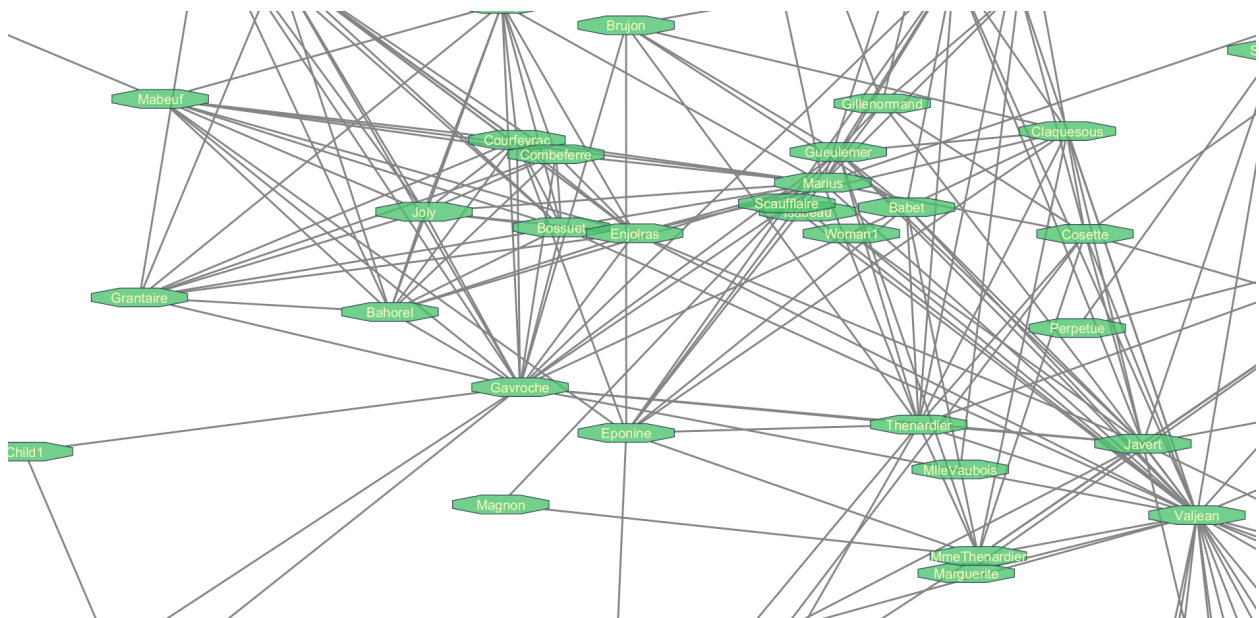 Brujon
S
Mabeuf
Gillenormand
Claquesous
Courfeyrac
Combeferre
Gueulemer
Marius
Scaufflaire
Isabeau
Babet
Joly
Bossuet
Enjolras
Woman1
Cosette
Grantaire
Bahorel
Perpetue
Gavroche
Thenardier
Eponine
Javert
Child1
MlleVaubois
Magnon
Valjean
MmeThenardier
Marguerite